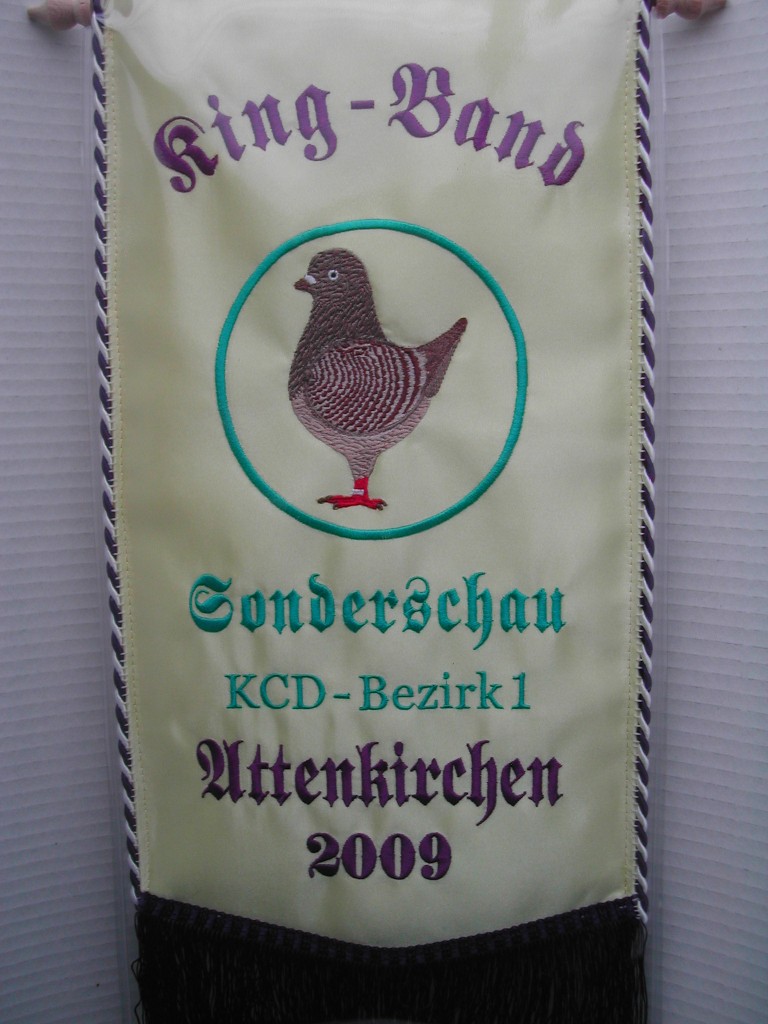 King-Band
Sonderschau
KCD-Bezirk 1
Attenkirchen
2009